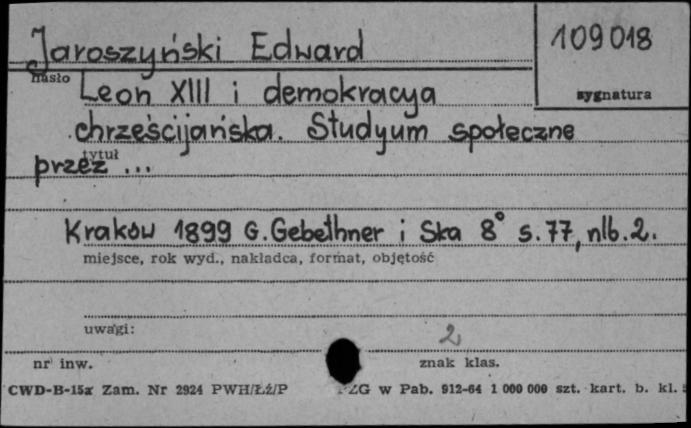 Jaroszyński Edward
109018
hasło
sygnatura
Leon XIII i demokracya
chrześcijańska. Studyum społeczne
tytuł
przez ...
Kraków 1899 G. Gebethner i Ska 8° s. 77, nlb. 2.
miejsce, rok wyd., nakładca, format, objętość
uwagi:
2
nr inw.
znak klas.
CWD-B-15a Zam. Nr 2924 PWH/Łź/P
PZG w Pab. 912-64 1 000 000 szt. kart. b. kl.